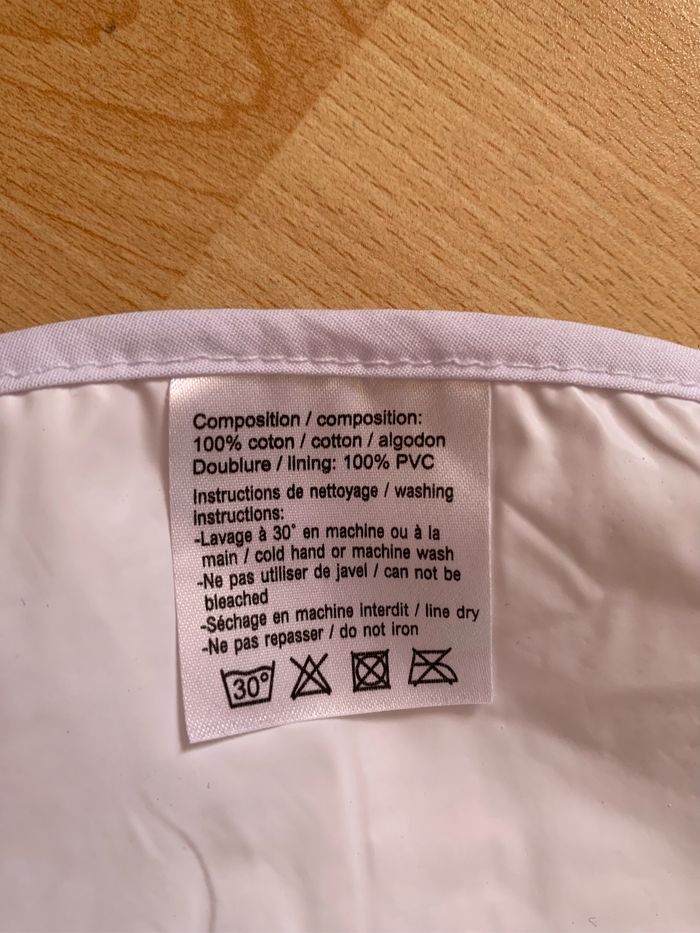 Composition / composition:
100% coton / cotton / algodon
Doublure / lining: 100% PVC
Instructions de nettoyage / washing
instructions:
-Lavage à 30° en machine ou à la
main / cold hand or machine wash
-Ne pas utiliser de javel / can not be
bleached
-Séchage en machine interdit / line dry
-Ne pas repasser / do not iron
30°